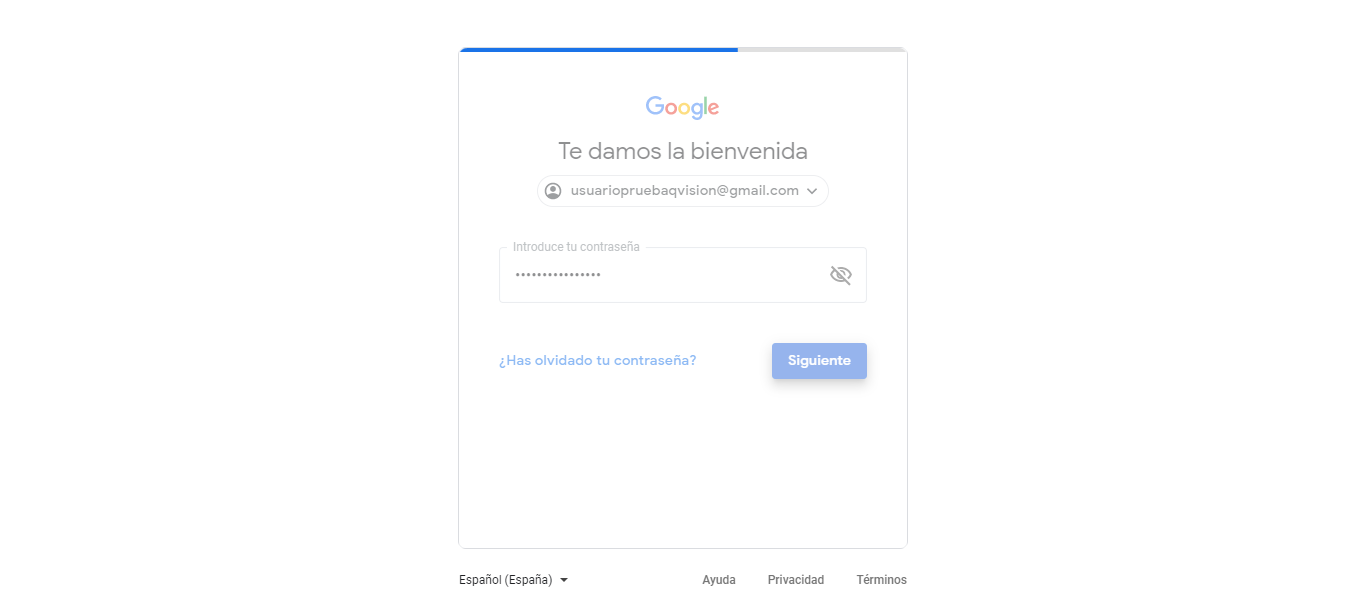 Google
Te damos la bienvenida
usuariopruebaqvision@gmail.com
Introduce tu contraseña
••••••••••••••••
¿Has olvidado tu contraseña? Siguiente
Español (España) Ayuda Privacidad Términos